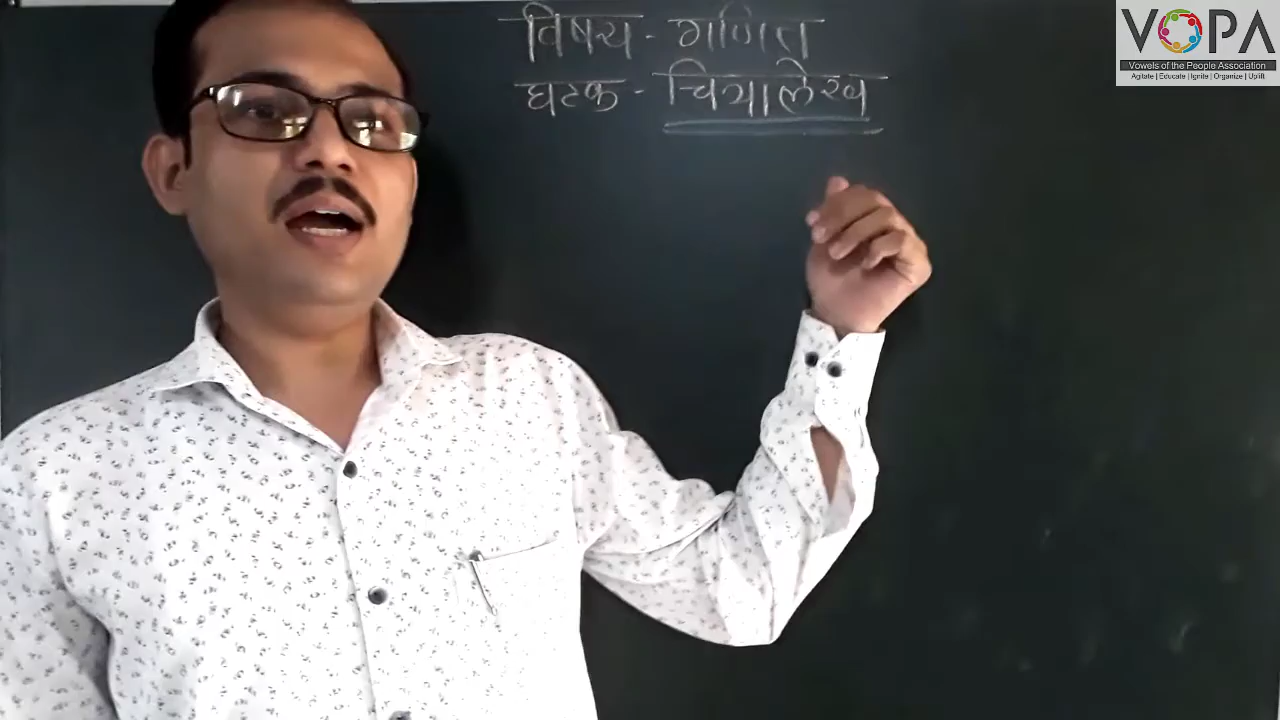 विषय - गणित
घटक - चित्रालेख
VOPA
Vowels of the People Association
Agitate | Educate | Ignite | Organize | Uplift